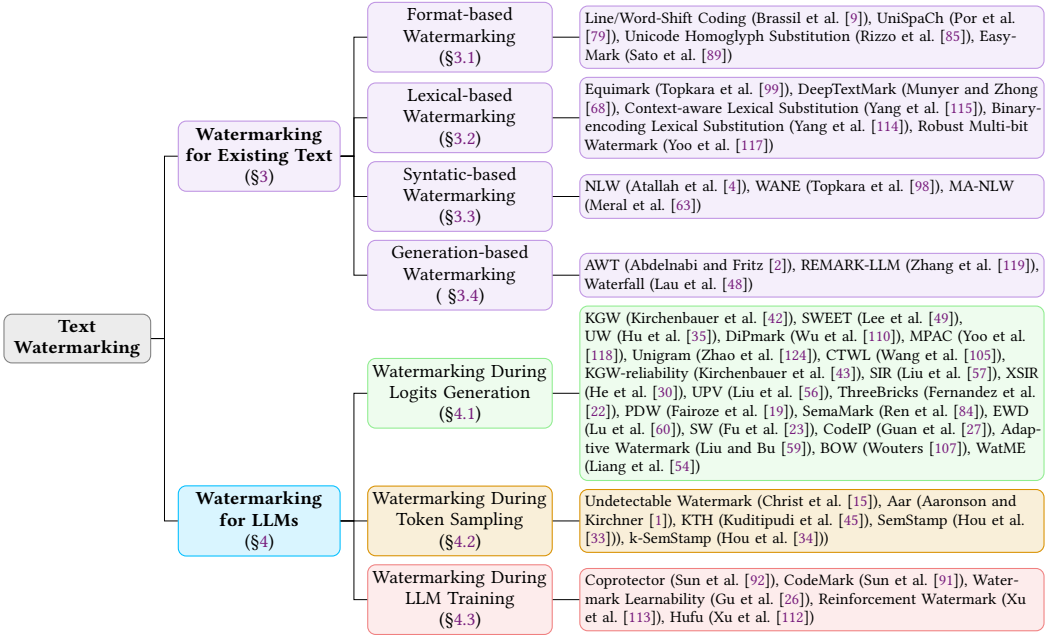 Format-based
Watermarking
(§3.1)
Line/Word-Shift Coding (Brassil et al. [9]), UniSpaCh (Por et al.
[79]), Unicode Homoglyph Substitution (Rizzo et al. [85]), Easy-
Mark (Sato et al. [89])
Lexical-based
Watermarking
(§3.2)
Equimark (Topkara et al. [99]), DeepTextMark (Munyer and Zhong
[68]), Context-aware Lexical Substitution (Yang et al. [115]), Binary-
encoding Lexical Substitution (Yang et al. [114]), Robust Multi-bit
Watermark (Yoo et al. [117])
Watermarking
for Existing Text
(§3)
Syntatic-based
Watermarking
(§3.3)
NLW (Atallah et al. [4]), WANE (Topkara et al. [98]), MA-NLW
(Meral et al. [63])
Generation-based
Watermarking
( §3.4)
AWT (Abdelnabi and Fritz [2]), REMARK-LLM (Zhang et al. [119]),
Waterfall (Lau et al. [48])
Text
Watermarking
Watermarking During
Logits Generation
(§4.1)
KGW (Kirchenbauer et al. [42]), SWEET (Lee et al. [49]),
UW (Hu et al. [35]), DiPmark (Wu et al. [110]), MPAC (Yoo et al.
[118]), Unigram (Zhao et al. [124]), CTWL (Wang et al. [105]),
KGW-reliability (Kirchenbauer et al. [43]), SIR (Liu et al. [57]), XSIR
(He et al. [30]), UPV (Liu et al. [56]), ThreeBricks (Fernandez et al.
[22]), PDW (Fairoze et al. [19]), SemaMark (Ren et al. [84]), EWD
(Lu et al. [60]), SW (Fu et al. [23]), CodeIP (Guan et al. [27]), Adap-
tive Watermark (Liu and Bu [59]), BOW (Wouters [107]), WatME
(Liang et al. [54])
Watermarking
for LLMs
(§4)
Watermarking During
Token Sampling
(§4.2)
Undetectable Watermark (Christ et al. [15]), Aar (Aaronson and
Kirchner [1]), KTH (Kuditipudi et al. [45]), SemStamp (Hou et al.
[33])), k-SemStamp (Hou et al. [34]))
Watermarking During
LLM Training
(§4.3)
Coprotector (Sun et al. [92]), CodeMark (Sun et al. [91]), Water-
mark Learnability (Gu et al. [26]), Reinforcement Watermark (Xu
et al. [113]), Hufu (Xu et al. [112])